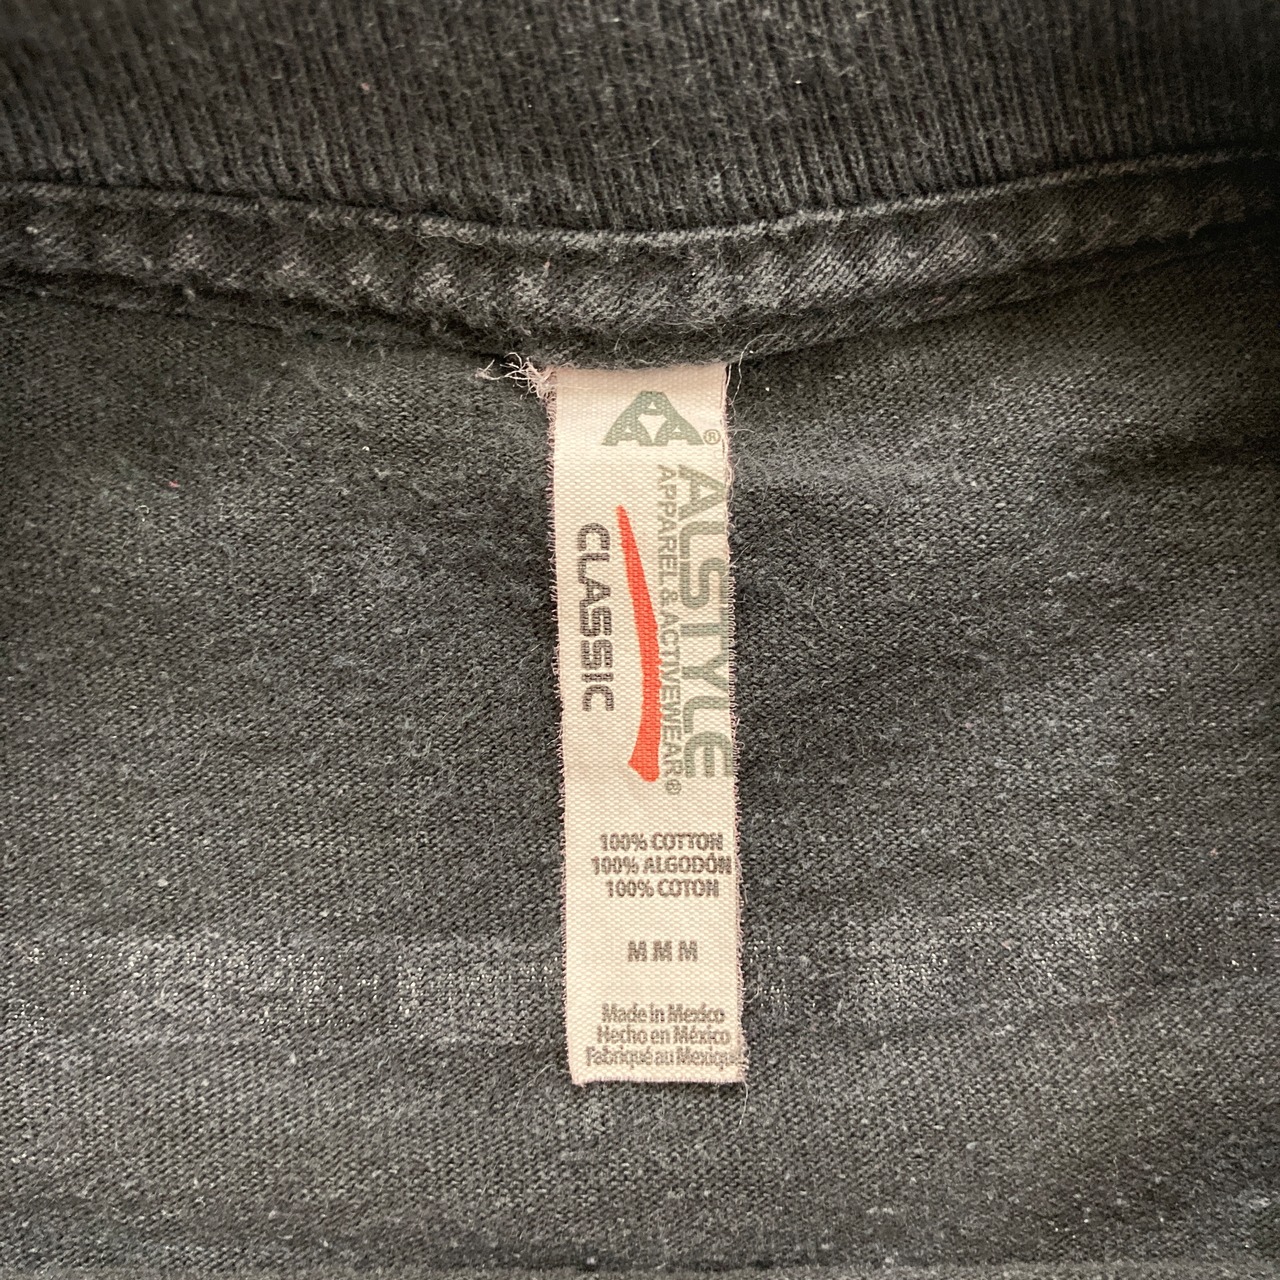 AA®
ALSTYLE
APPAREL & ACTIVEWEAR®
CLASSIC
100% COTTON
100% ALGODÓN
100% COTON
M M M
Made in Mexico
Hecho en México
Fabriqué au Mexique